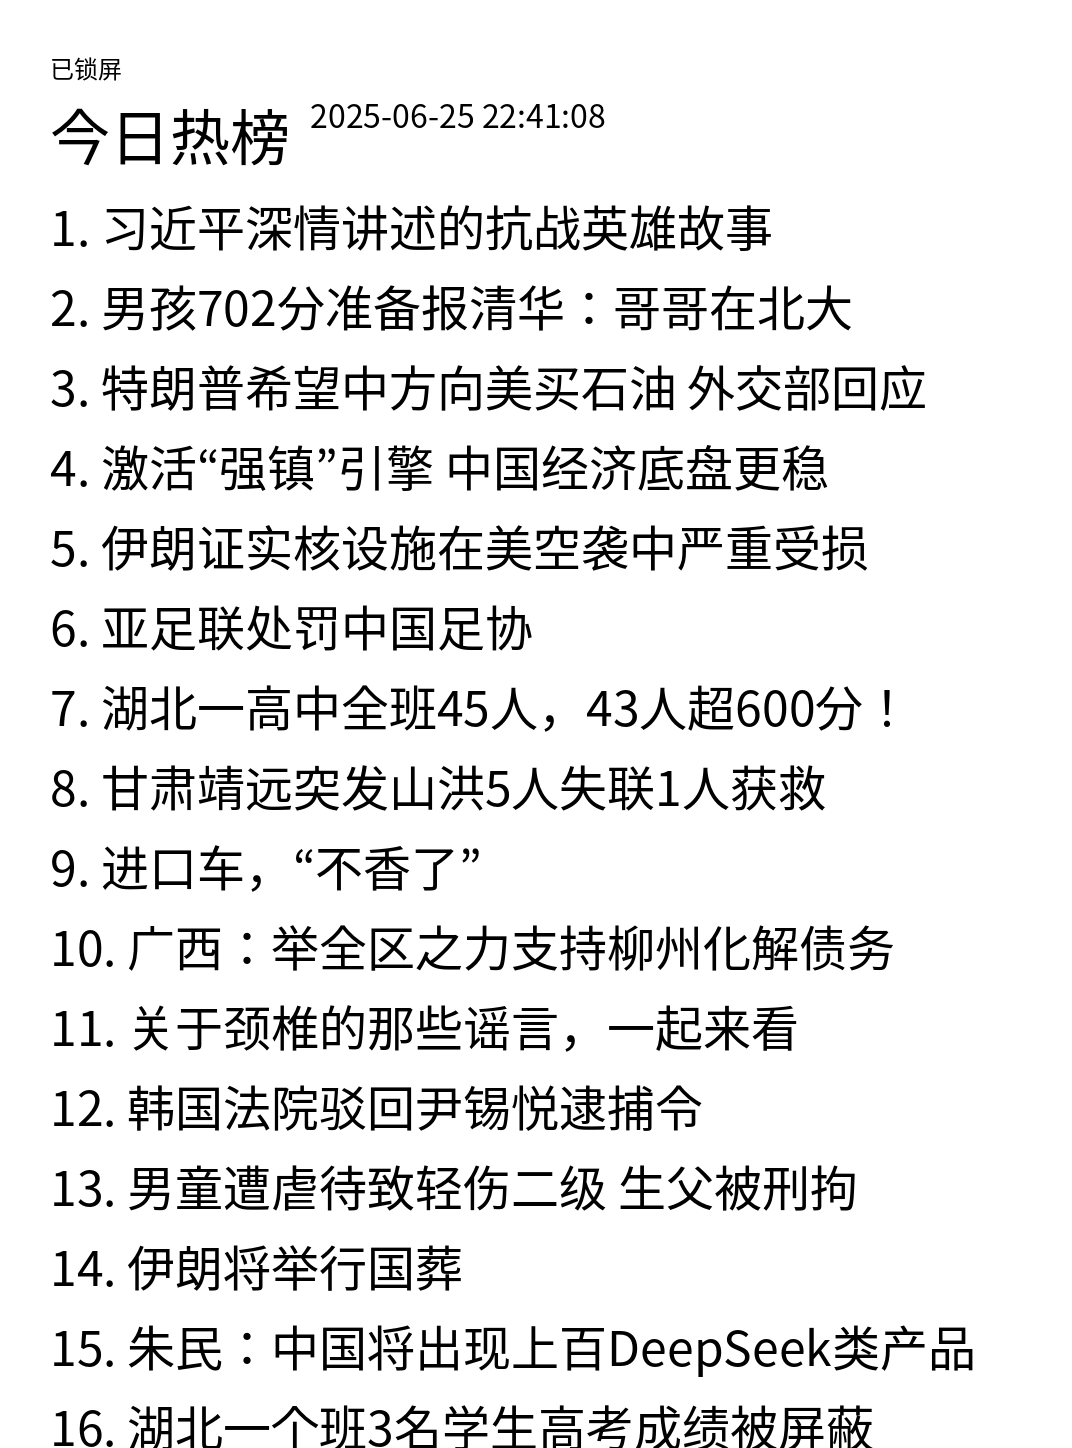 已锁屏
今日热榜 2025-06-25 22:41:08
1. 习近平深情讲述的抗战英雄故事
2. 男孩702分准备报清华：哥哥在北大
3. 特朗普希望中方向美买石油 外交部回应
4. 激活“强镇”引擎 中国经济底盘更稳
5. 伊朗证实核设施在美空袭中严重受损
6. 亚足联处罚中国足协
7. 湖北一高中全班45人，43人超600分！
8. 甘肃靖远突发山洪5人失联1人获救
9. 进口车，“不香了”
10. 广西：举全区之力支持柳州化解债务
11. 关于颈椎的那些谣言，一起来看
12. 韩国法院驳回尹锡悦逮捕令
13. 男童遭虐待致轻伤二级 生父被刑拘
14. 伊朗将举行国葬
15. 朱民：中国将出现上百DeepSeek类产品
16. 湖北一个班3名学生高考成绩被屏蔽